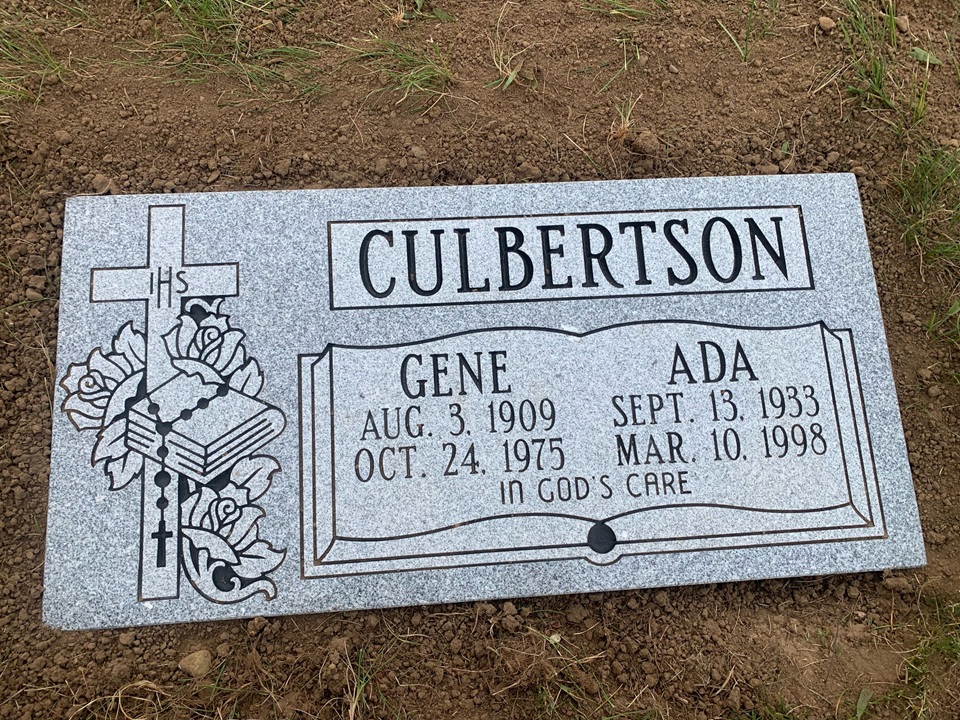 IHS
CULBERTSON
GENE
AUG. 3, 1909
OCT. 24, 1975
ADA
SEPT. 13, 1933
MAR. 10, 1998
IN GOD'S CARE